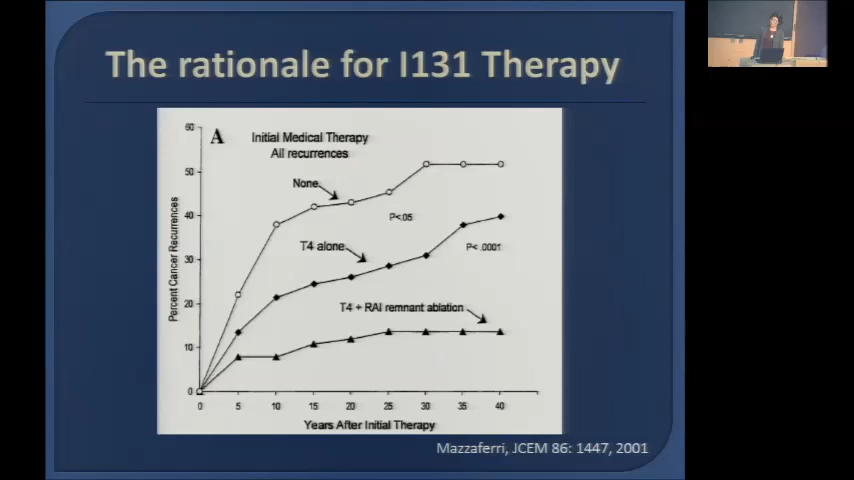 The rationale for I131 Therapy
A
Initial Medical Therapy
All recurrences
None
P<.05
T4 alone
P< .0001
T4 + RAI remnant ablation
Percent Cancer Recurrences
60
50
40
30
20
10
0
0 5 10 15 20 25 30 35 40
Years After Initial Therapy
Mazzaferri, JCEM 86: 1447, 2001